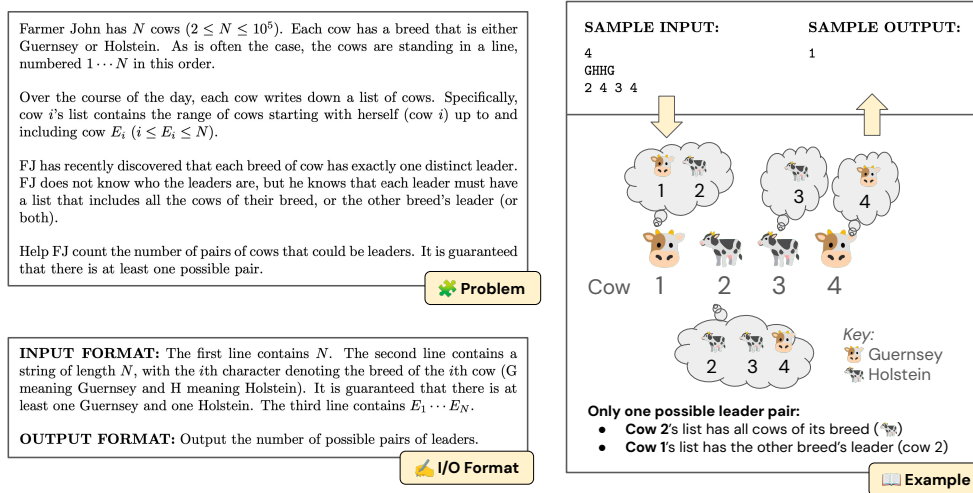 Farmer John has N cows (2 ≤ N ≤ 10⁵). Each cow has a breed that is either
Guernsey or Holstein. As is often the case, the cows are standing in a line,
numbered 1 ⋯ N in this order.
Over the course of the day, each cow writes down a list of cows. Specifically,
cow i's list contains the range of cows starting with herself (cow i) up to and
including cow Eᵢ (i ≤ Eᵢ ≤ N).
FJ has recently discovered that each breed of cow has exactly one distinct leader.
FJ does not know who the leaders are, but he knows that each leader must have
a list that includes all the cows of their breed, or the other breed's leader (or
both).
Help FJ count the number of pairs of cows that could be leaders. It is guaranteed
that there is at least one possible pair.
Problem
INPUT FORMAT: The first line contains N. The second line contains a
string of length N, with the ith character denoting the breed of the ith cow (G
meaning Guernsey and H meaning Holstein). It is guaranteed that there is at
least one Guernsey and one Holstein. The third line contains E₁ ⋯ E_N.
OUTPUT FORMAT: Output the number of possible pairs of leaders.
I/O Format
SAMPLE INPUT:
4
GHHG
2 4 3 4
SAMPLE OUTPUT:
1
1 2
3
4
Cow 1 2 3 4
2 3 4
Key:
Guernsey
Holstein
Only one possible leader pair:
● Cow 2's list has all cows of its breed ( )
● Cow 1's list has the other breed's leader (cow 2)
Example